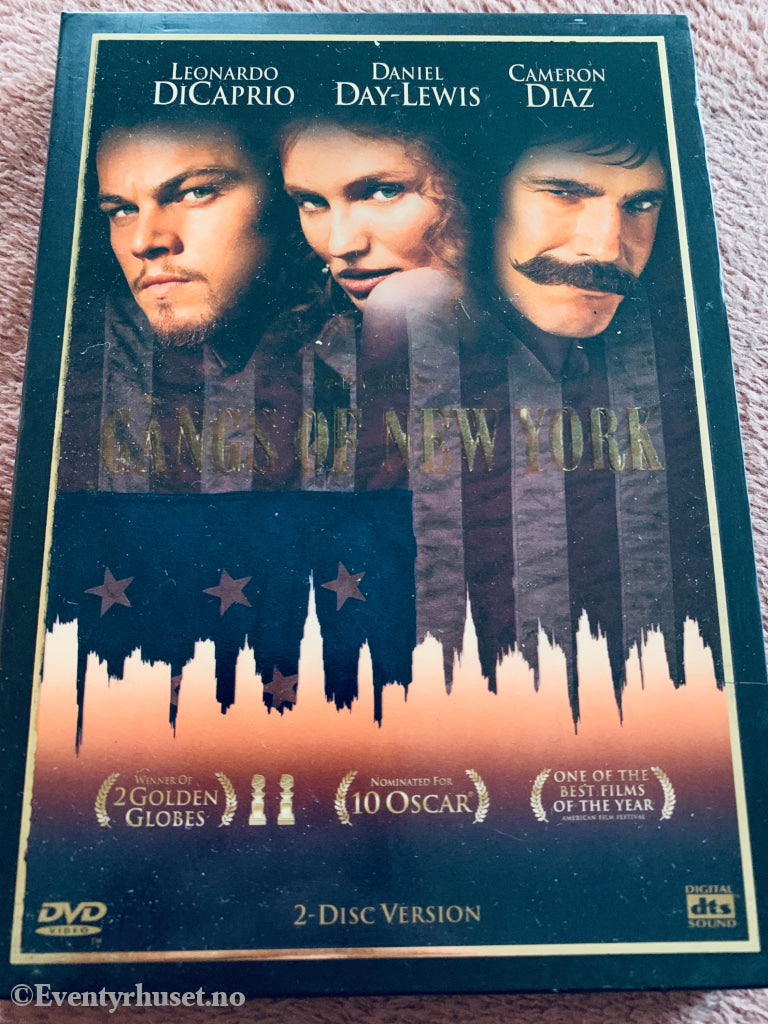 LEONARDO
DICAPRIO
DANIEL
DAY-LEWIS
CAMERON
DIAZ
GANGS OF NEW YORK
WINNER OF
2 GOLDEN
GLOBES
NOMINATED FOR
10 OSCAR®
ONE OF THE
BEST FILMS
OF THE YEAR
AMERICAN FILM FESTIVAL
DVD
VIDEO
TM
2-DISC VERSION
DIGITAL
dts
SOUND
©Eventyrhuset.no